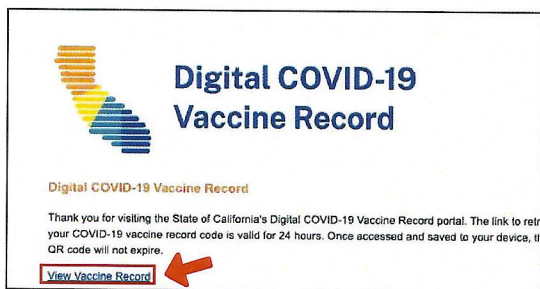 Digital COVID-19
Vaccine Record
Digital COVID-19 Vaccine Record
Thank you for visiting the State of California's Digital COVID-19 Vaccine Record portal. The link to
your COVID-19 vaccine record code is valid for 24 hours. Once accessed and saved to your device,
QR code will not expire.
View Vaccine Record